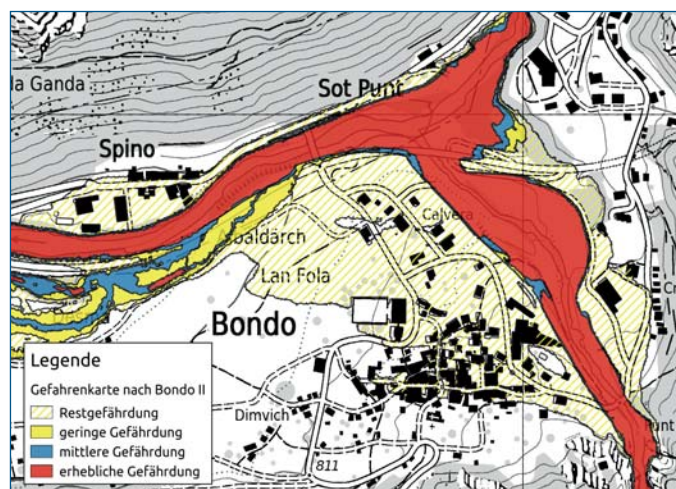 la Ganda
Sot Punt
Spino
Calvera
Lan Fola
Bondo
Dimvich
811
Legende
Gefahrenkarte nach Bondo II
Restgefährdung
geringe Gefährdung
mittlere Gefährdung
erhebliche Gefährdung